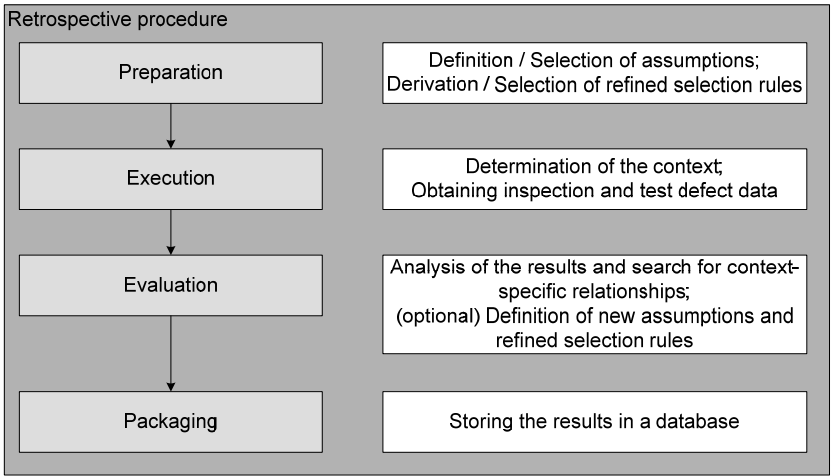 Retrospective procedure
Preparation
Definition / Selection of assumptions;
Derivation / Selection of refined selection rules
Execution
Determination of the context;
Obtaining inspection and test defect data
Evaluation
Analysis of the results and search for context-
specific relationships;
(optional) Definition of new assumptions and
refined selection rules
Packaging
Storing the results in a database